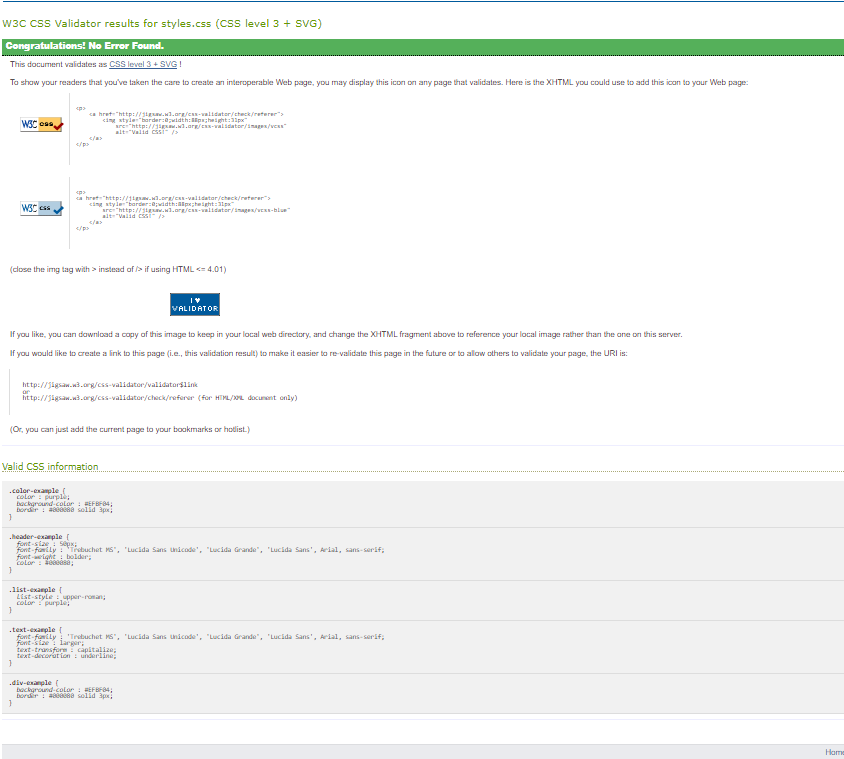 W3C CSS Validator results for styles.css (CSS level 3 + SVG)
Congratulations! No Error Found.
This document validates as CSS level 3 + SVG !
To show your readers that you've taken the care to create an interoperable Web page, you may display this icon on any page that validates. Here is the XHTML you could use to add this icon to your Web page:
W3C css
<p>
<a href="http://jigsaw.w3.org/css-validator/check/referer">
<img style="border:0;width:88px;height:31px"
src="http://jigsaw.w3.org/css-validator/images/vcss"
alt="Valid CSS!" />
</a>
</p>
W3C css
<p>
<a href="http://jigsaw.w3.org/css-validator/check/referer">
<img style="border:0;width:88px;height:31px"
src="http://jigsaw.w3.org/css-validator/images/vcss-blue"
alt="Valid CSS!" />
</a>
</p>
(close the img tag with > instead of /> if using HTML <= 4.01)
I ♥
VALIDATOR
If you like, you can download a copy of this image to keep in your local web directory, and change the XHTML fragment above to reference your local image rather than the one on this server.
If you would like to create a link to this page (i.e., this validation result) to make it easier to re-validate this page in the future or to allow others to validate your page, the URI is:
http://jigsaw.w3.org/css-validator/validator$link
or
http://jigsaw.w3.org/css-validator/check/referer (for HTML/XML document only)
(Or, you can just add the current page to your bookmarks or hotlist.)
Valid CSS information
.color-example {
color : purple;
background-color : #EFBF04;
border : #000080 solid 3px;
}
.header-example {
font-size : 50px;
font-family : 'Trebuchet MS', 'Lucida Sans Unicode', 'Lucida Grande', 'Lucida Sans', Arial, sans-serif;
font-weight : bolder;
color : #000080;
}
.list-example {
list-style : upper-roman;
color : purple;
}
.text-example {
font-family : 'Trebuchet MS', 'Lucida Sans Unicode', 'Lucida Grande', 'Lucida Sans', Arial, sans-serif;
font-size : larger;
text-transform : capitalize;
text-decoration : underline;
}
.div-example {
background-color : #EFBF04;
border : #000080 solid 3px;
}
Home